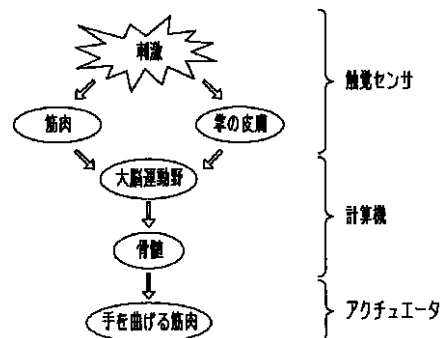 刺激
触覚センサ
筋肉
掌の皮膚
大脳運動野
計算機
骨髄
手を曲げる筋肉
アクチュエータ